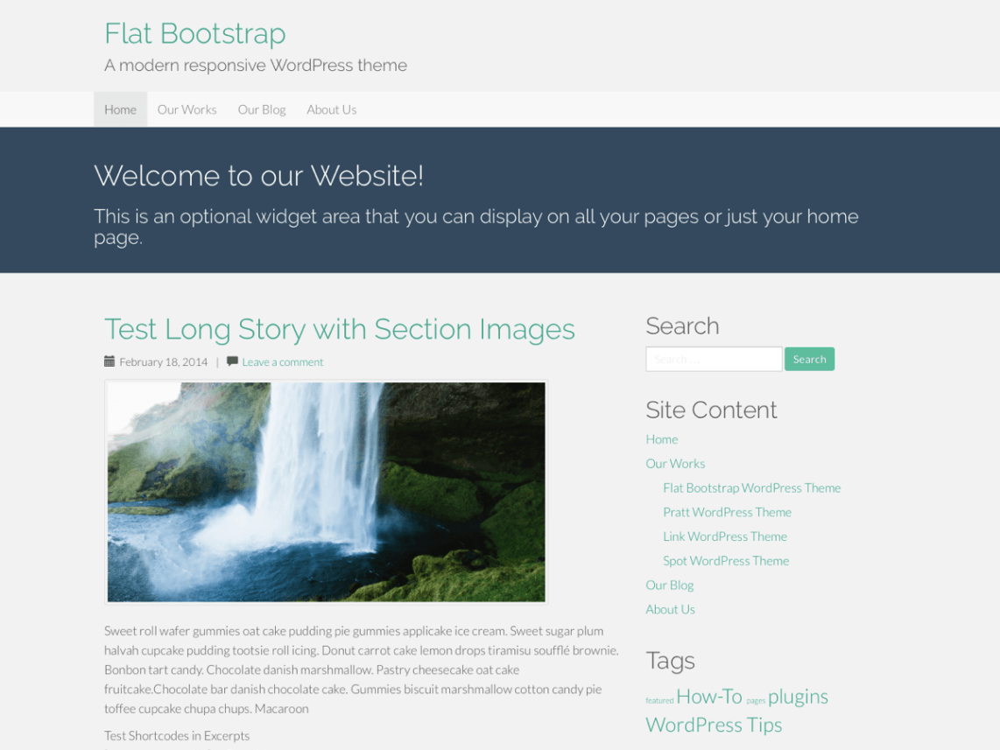 Flat Bootstrap
A modern responsive WordPress theme
Home Our Works Our Blog About Us
Welcome to our Website!
This is an optional widget area that you can display on all your pages or just your home
page.
Test Long Story with Section Images
February 18, 2014 | Leave a comment
Sweet roll wafer gummies oat cake pudding pie gummies applicake ice cream. Sweet sugar plum
halvah cupcake pudding tootsie roll icing. Donut carrot cake lemon drops tiramisu soufflé brownie.
Bonbon tart candy. Chocolate danish marshmallow. Pastry cheesecake oat cake
fruitcake.Chocolate bar danish chocolate cake. Gummies biscuit marshmallow cotton candy pie
toffee cupcake chupa chups. Macaroon
Test Shortcodes in Excerpts
Search
Search … Search
Site Content
Home
Our Works
Flat Bootstrap WordPress Theme
Pratt WordPress Theme
Link WordPress Theme
Spot WordPress Theme
Our Blog
About Us
Tags
featured How-To pages plugins
WordPress Tips